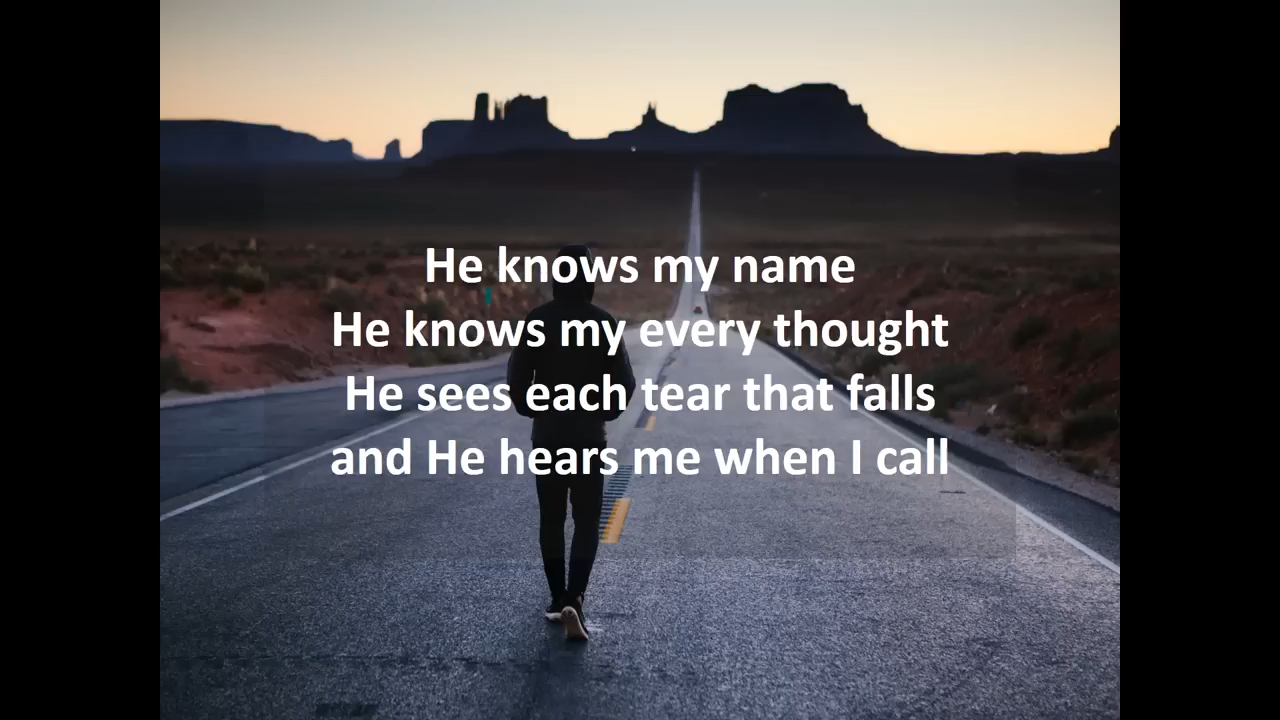 He knows my name
He knows my every thought
He sees each tear that falls
and He hears me when I call